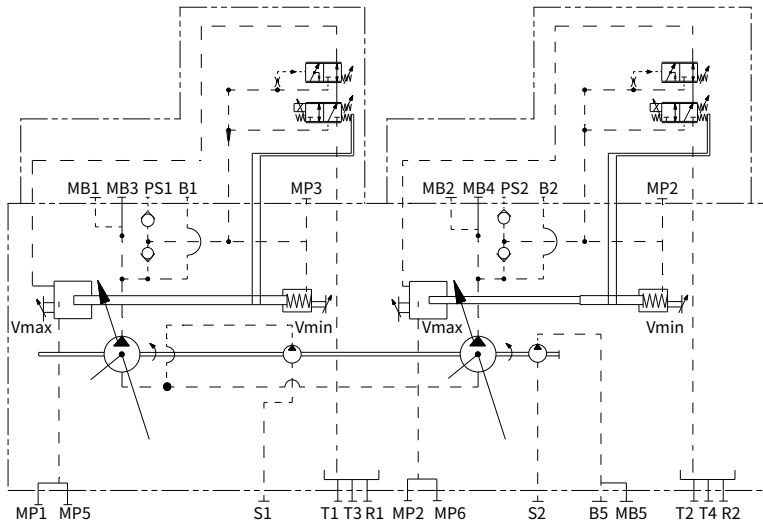 MB1 MB3 PS1 B1 MP3 MB2 MB4 PS2 B2 MP2
Vmax Vmin Vmax Vmin
MP1 MP5 S1 T1 T3 R1 MP2 MP6 S2 B5 MB5 T2 T4 R2